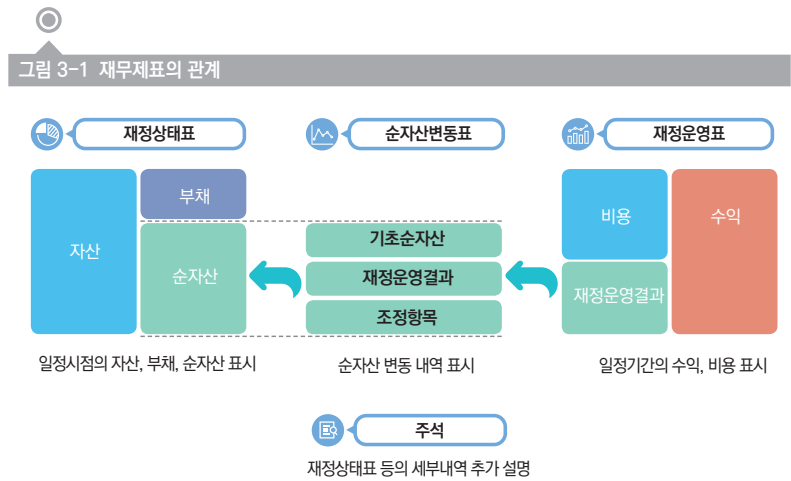 그림 3-1 재무제표의 관계
재정상태표
순자산변동표
재정운영표
자산
부채
순자산
기초순자산
재정운영결과
조정항목
비용
재정운영결과
수익
일정시점의 자산, 부채, 순자산 표시
순자산 변동 내역 표시
일정기간의 수익, 비용 표시
주석
재정상태표 등의 세부내역 추가 설명